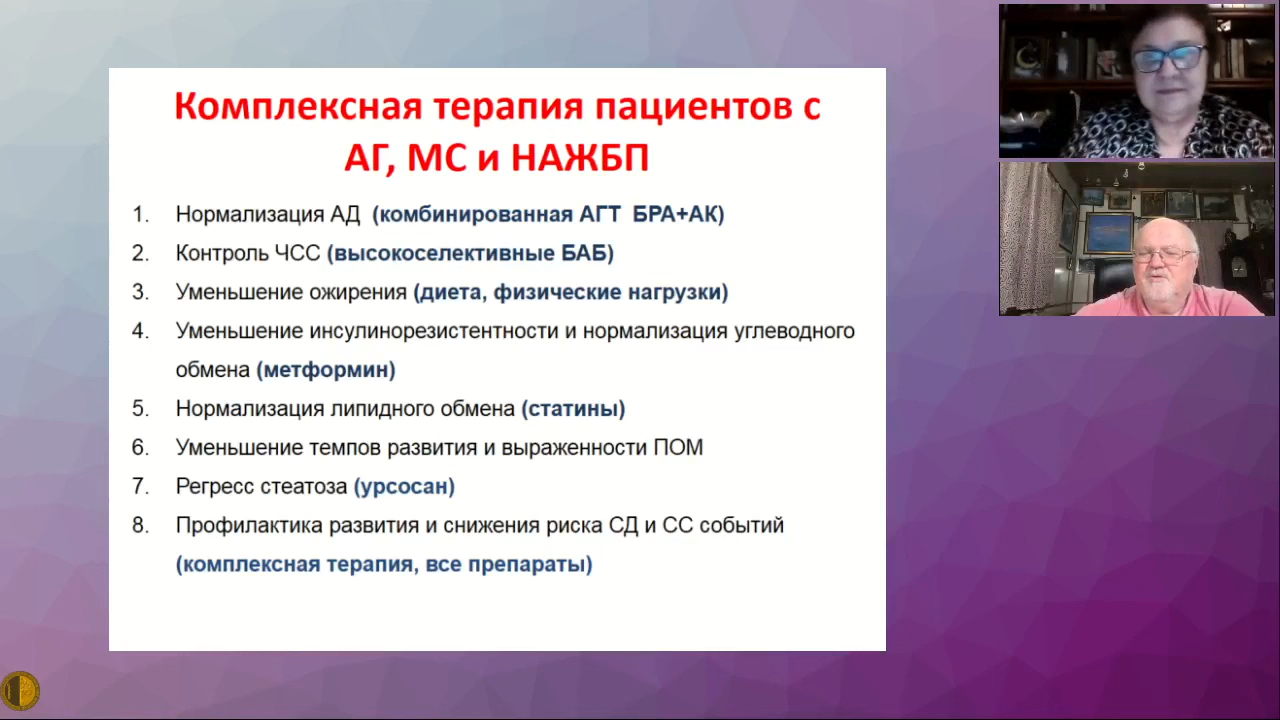 Комплексная терапия пациентов с
АГ, МС и НАЖБП
1. Нормализация АД (комбинированная АГТ БРА+АК)
2. Контроль ЧСС (высокоселективные БАБ)
3. Уменьшение ожирения (диета, физические нагрузки)
4. Уменьшение инсулинорезистентности и нормализация углеводного
обмена (метформин)
5. Нормализация липидного обмена (статины)
6. Уменьшение темпов развития и выраженности ПОМ
7. Регресс стеатоза (урсосан)
8. Профилактика развития и снижения риска СД и СС событий
(комплексная терапия, все препараты)